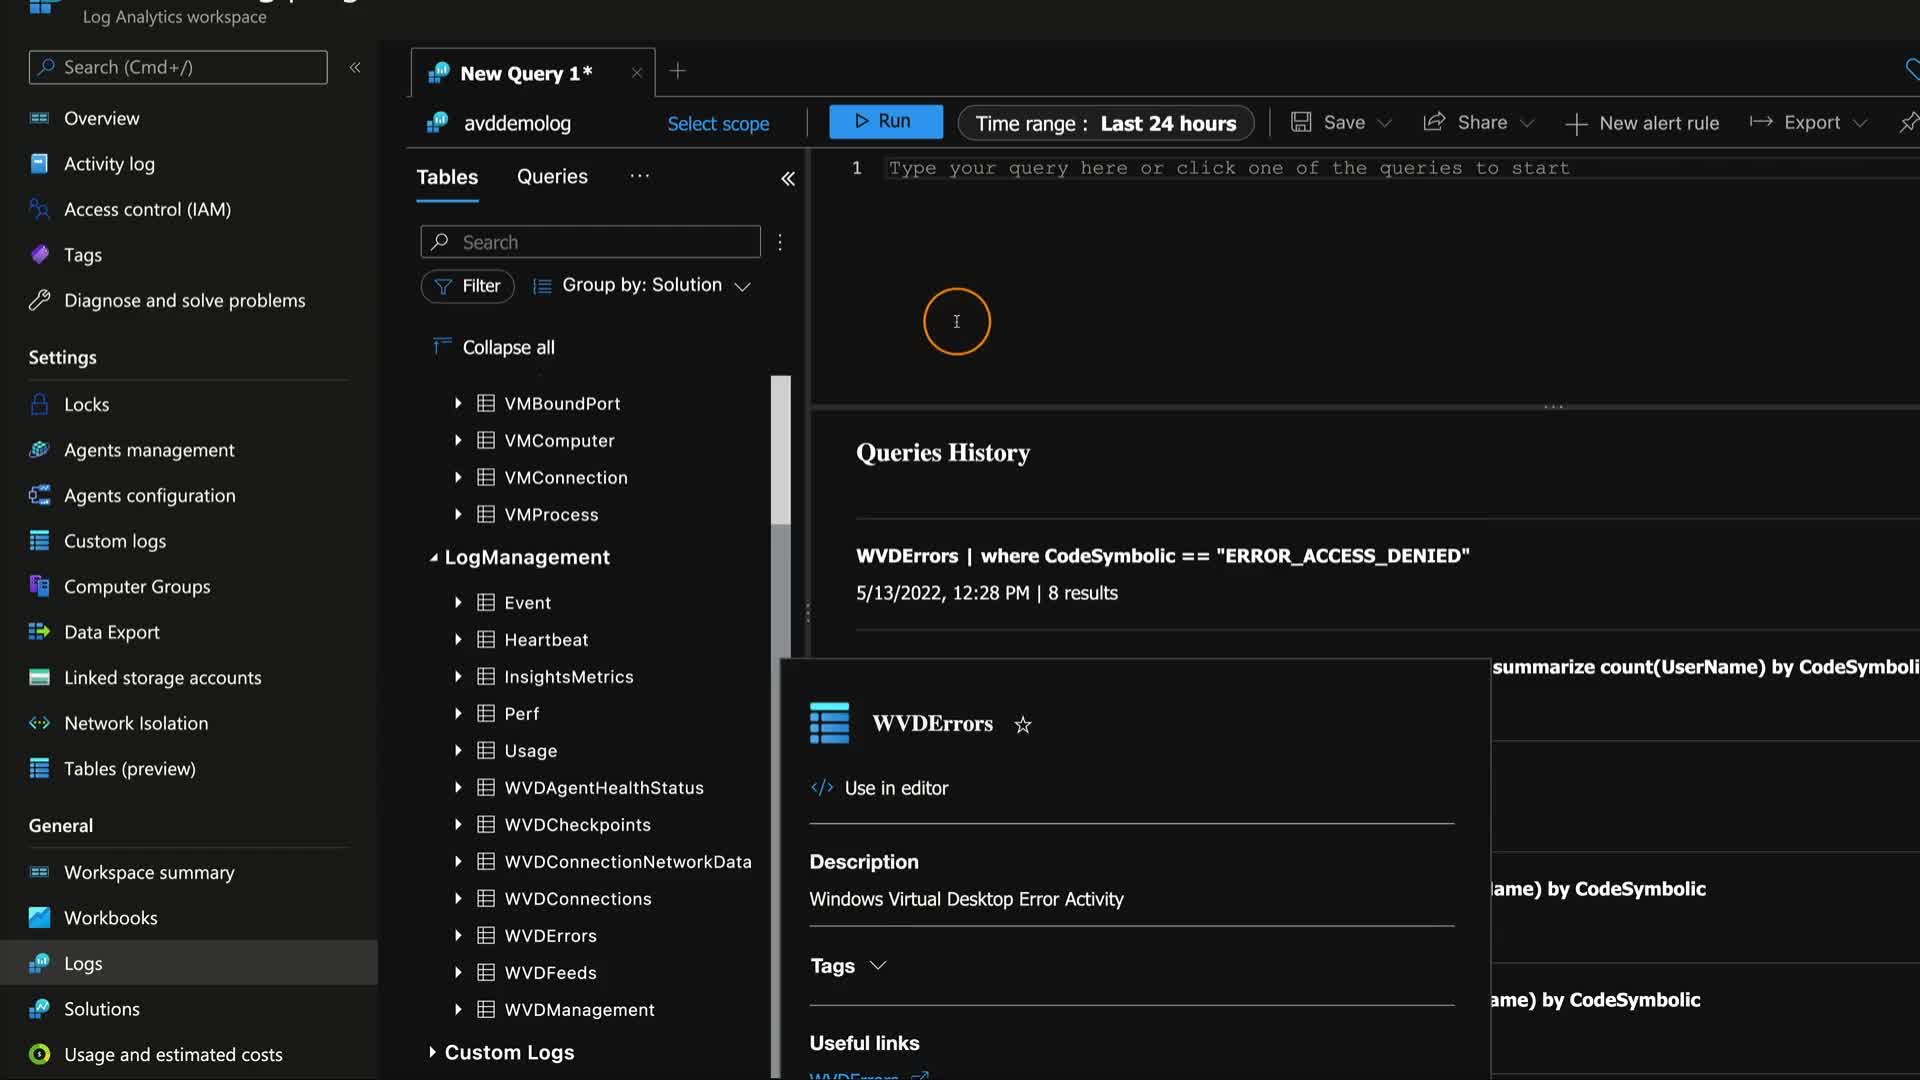 Log Analytics workspace
Search (Cmd+/)
«
Overview
Activity log
Access control (IAM)
Tags
Diagnose and solve problems
Settings
Locks
Agents management
Agents configuration
Custom logs
Computer Groups
Data Export
Linked storage accounts
Network Isolation
Tables (preview)
General
Workspace summary
Workbooks
Logs
Solutions
Usage and estimated costs
New Query 1*
avddemolog
Select scope
Run
Time range : Last 24 hours
Save
Share
New alert rule
Export
Tables
Queries
...
«
Search
Filter
Group by: Solution
Collapse all
VMBoundPort
VMComputer
VMConnection
VMProcess
LogManagement
Event
Heartbeat
InsightsMetrics
Perf
Usage
WVDAgentHealthStatus
WVDCheckpoints
WVDConnectionNetworkData
WVDConnections
WVDErrors
WVDFeeds
WVDManagement
Custom Logs
1 Type your query here or click one of the queries to start
Queries History
WVDErrors | where CodeSymbolic == "ERROR_ACCESS_DENIED"
5/13/2022, 12:28 PM | 8 results
summarize count(UserName) by CodeSymboli
ame) by CodeSymbolic
ame) by CodeSymbolic
WVDErrors
</> Use in editor
Description
Windows Virtual Desktop Error Activity
Tags
Useful links
WVDErrors